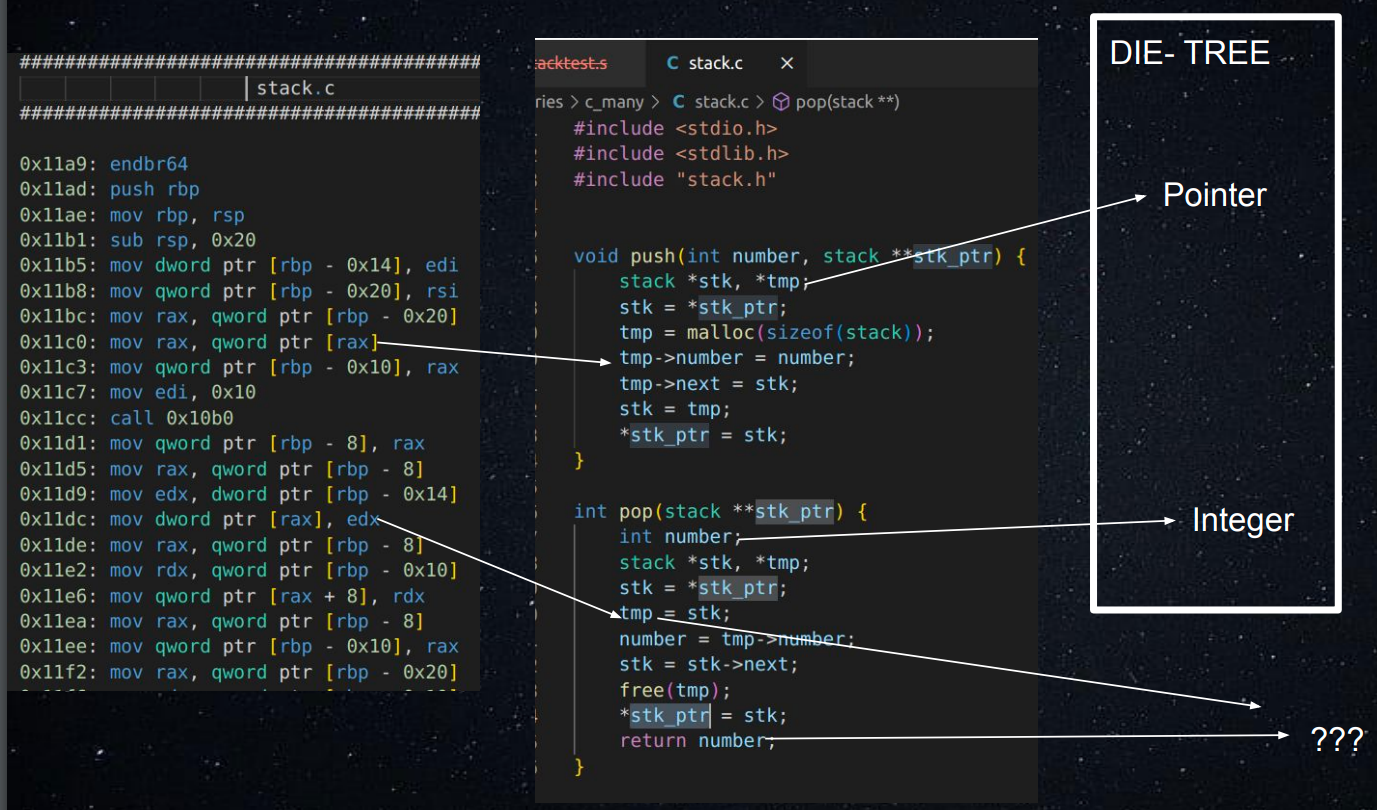 ##########################################
| stack.c
##########################################
0x11a9: endbr64
0x11ad: push rbp
0x11ae: mov rbp, rsp
0x11b1: sub rsp, 0x20
0x11b5: mov dword ptr [rbp - 0x14], edi
0x11b8: mov qword ptr [rbp - 0x20], rsi
0x11bc: mov rax, qword ptr [rbp - 0x20]
0x11c0: mov rax, qword ptr [rax]
0x11c3: mov qword ptr [rbp - 0x10], rax
0x11c7: mov edi, 0x10
0x11cc: call 0x10b0
0x11d1: mov qword ptr [rbp - 8], rax
0x11d5: mov rax, qword ptr [rbp - 8]
0x11d9: mov edx, dword ptr [rbp - 0x14]
0x11dc: mov dword ptr [rax], edx
0x11de: mov rax, qword ptr [rbp - 8]
0x11e2: mov rdx, qword ptr [rbp - 0x10]
0x11e6: mov qword ptr [rax + 8], rdx
0x11ea: mov rax, qword ptr [rbp - 8]
0x11ee: mov qword ptr [rbp - 0x10], rax
0x11f2: mov rax, qword ptr [rbp - 0x20]
acktest.s C stack.c ×
ries > c_many > C stack.c > pop(stack **)
#include <stdio.h>
#include <stdlib.h>
#include "stack.h"
void push(int number, stack **stk_ptr) {
stack *stk, *tmp;
stk = *stk_ptr;
tmp = malloc(sizeof(stack));
tmp->number = number;
tmp->next = stk;
stk = tmp;
*stk_ptr = stk;
}
int pop(stack **stk_ptr) {
int number;
stack *stk, *tmp;
stk = *stk_ptr;
tmp = stk;
number = tmp->number;
stk = stk->next;
free(tmp);
*stk_ptr = stk;
return number;
}
DIE- TREE
Pointer
Integer
???